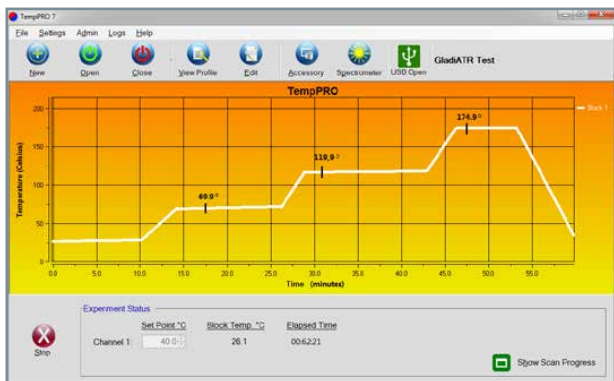 TempPRO 7
File Settings Admin Logs Help
New Open Close View Profile Edit Accessory Spectrometer USB Open GladiATR Test
TempPRO
Block 1
Temperature (Celsius)
200
150
100
50
0
69.9°
119,9°
174.9°
0.0 5.0 10.0 15.0 20.0 25.0 30.0 35.0 40.0 45.0 50.0 55.0
Time (minutes)
Experiment Status
Set Point °C Block Temp. °C Elapsed Time
Channel 1: 40.0 26.1 00:62:21
Stop
Show Scan Progress